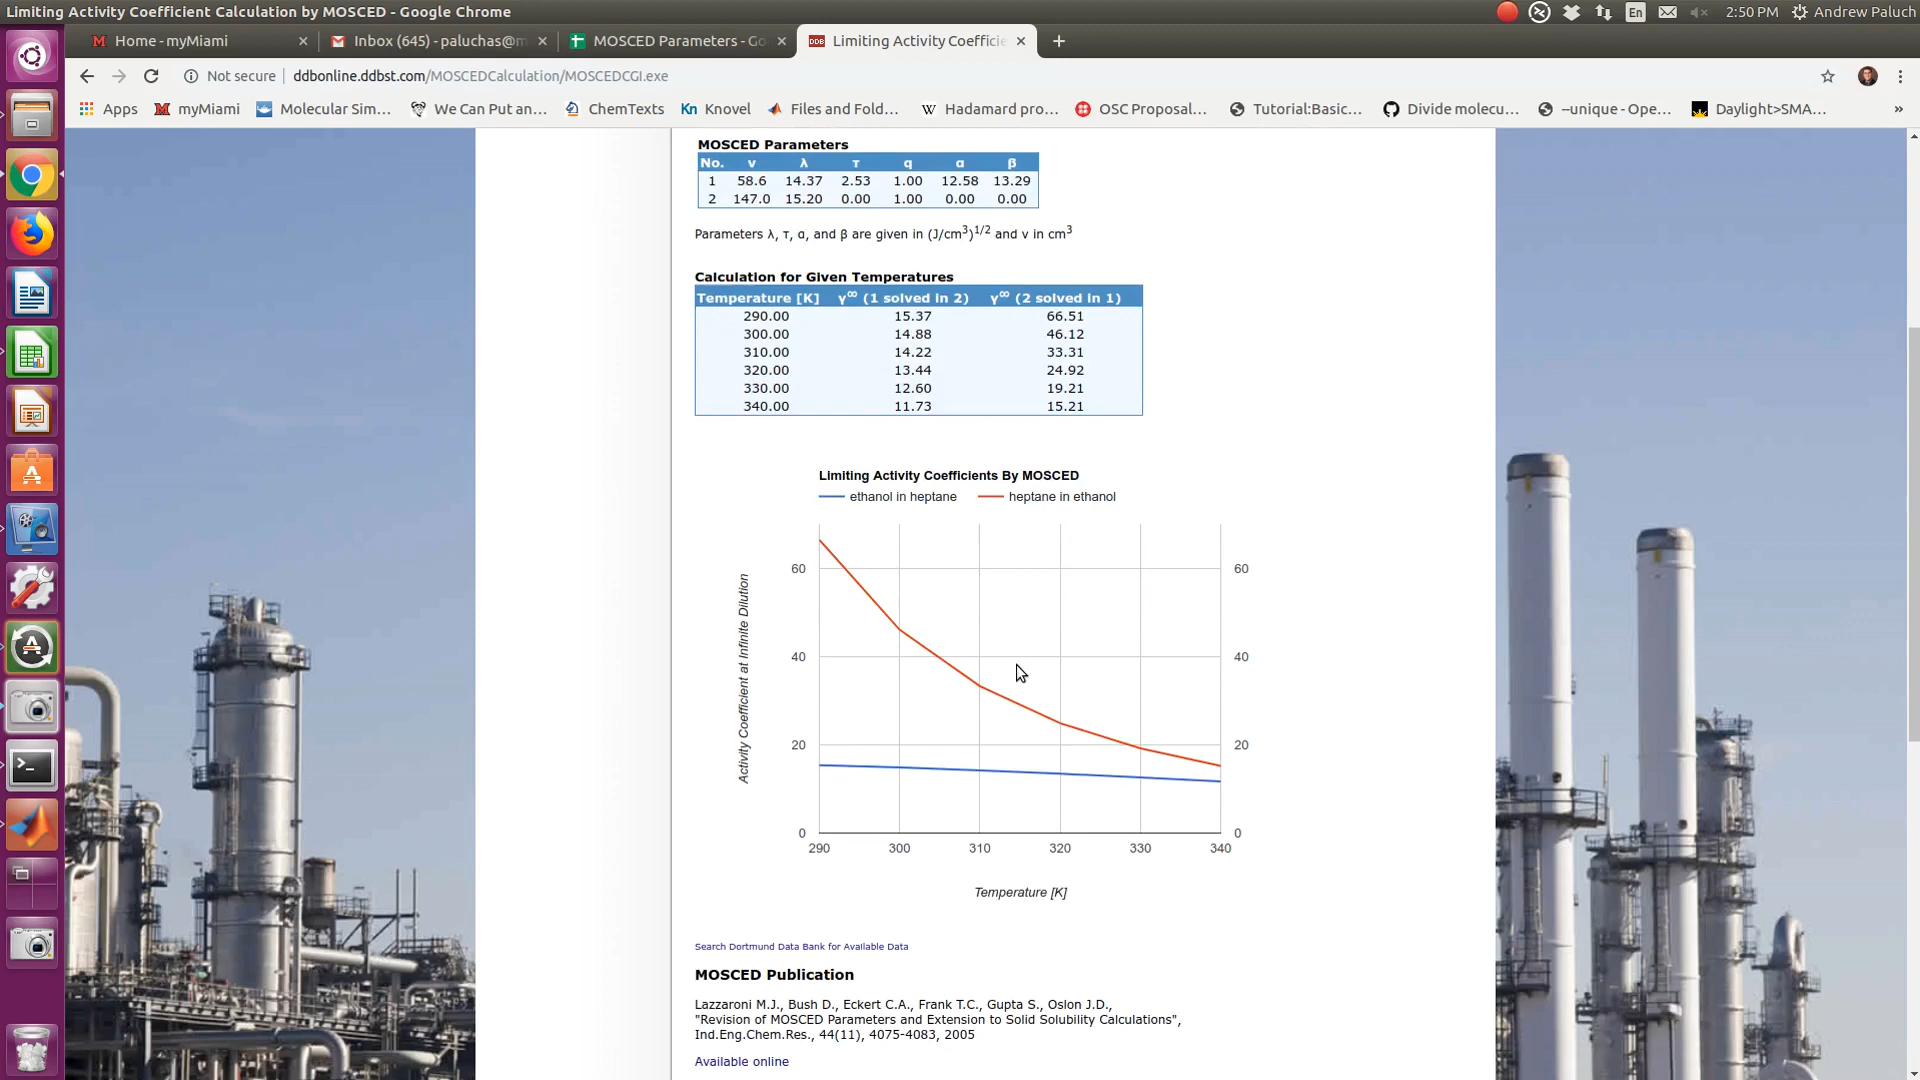 Limiting Activity Coefficient Calculation by MOSCED - Google Chrome
En
2:50 PM
Andrew Paluch
Home - myMiami
Inbox (645) - paluchas@m
MOSCED Parameters - Go
DDB Limiting Activity Coefficie
Not secure
ddbonline.ddbst.com/MOSCEDCalculation/MOSCEDCGI.exe
Apps
myMiami
Molecular Sim...
We Can Put an...
ChemTexts
Kn Knovel
Files and Fold...
W Hadamard pro...
OSC Proposal...
Tutorial:Basic...
Divide molecu...
--unique - Ope...
Daylight>SMA...
»
MOSCED Parameters
No. v λ τ q α β
1 58.6 14.37 2.53 1.00 12.58 13.29
2 147.0 15.20 0.00 1.00 0.00 0.00
Parameters λ, τ, α, and β are given in (J/cm³)^1/2 and v in cm³
Calculation for Given Temperatures
Temperature [K] γ∞ (1 solved in 2) γ∞ (2 solved in 1)
290.00 15.37 66.51
300.00 14.88 46.12
310.00 14.22 33.31
320.00 13.44 24.92
330.00 12.60 19.21
340.00 11.73 15.21
Limiting Activity Coefficients By MOSCED
ethanol in heptane heptane in ethanol
Activity Coefficient at Infinite Dilution
60 60
40 40
20 20
0 0
290 300 310 320 330 340
Temperature [K]
Search Dortmund Data Bank for Available Data
MOSCED Publication
Lazzaroni M.J., Bush D., Eckert C.A., Frank T.C., Gupta S., Oslon J.D.,
"Revision of MOSCED Parameters and Extension to Solid Solubility Calculations",
Ind.Eng.Chem.Res., 44(11), 4075-4083, 2005
Available online